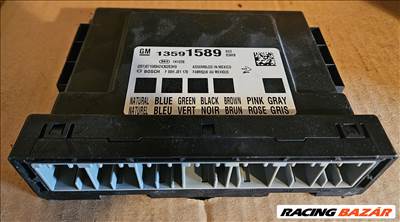 GM
13591589
ASSEMBLED IN MEXICO
BOSCH
FABRIQUE AU MEXIQUE
NATURAL BLUE GREEN BLACK BROWN PINK GRAY
NATUREL BLEU VERT NOIR BRUN ROSE GRIS
RACING BAZÁR